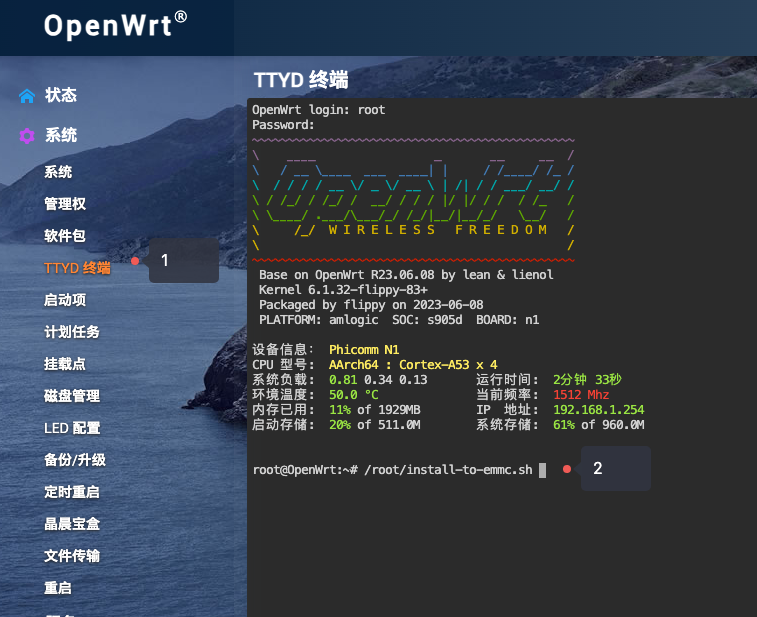 OpenWrt®
状态
系统
系统
管理权
软件包
TTYD 终端
1
启动项
计划任务
挂载点
磁盘管理
LED 配置
备份/升级
定时重启
晶晨宝盒
文件传输
重启
TTYD 终端
OpenWrt login: root
Password:
OpenWrt
W I R E L E S S   F R E E D O M
Base on OpenWrt R23.06.08 by lean & lienol
Kernel 6.1.32-flippy-83+
Packaged by flippy on 2023-06-08
PLATFORM: amlogic  SOC: s905d  BOARD: n1
设备信息: Phicomm N1
CPU 型号: AArch64 : Cortex-A53 x 4
系统负载: 0.81 0.34 0.13 运行时间: 2分钟 33秒
环境温度: 50.0 °C 当前频率: 1512 Mhz
内存已用: 11% of 1929MB IP 地址: 192.168.1.254
启动存储: 20% of 511.0M 系统存储: 61% of 960.0M
root@OpenWrt:~# /root/install-to-emmc.sh
2